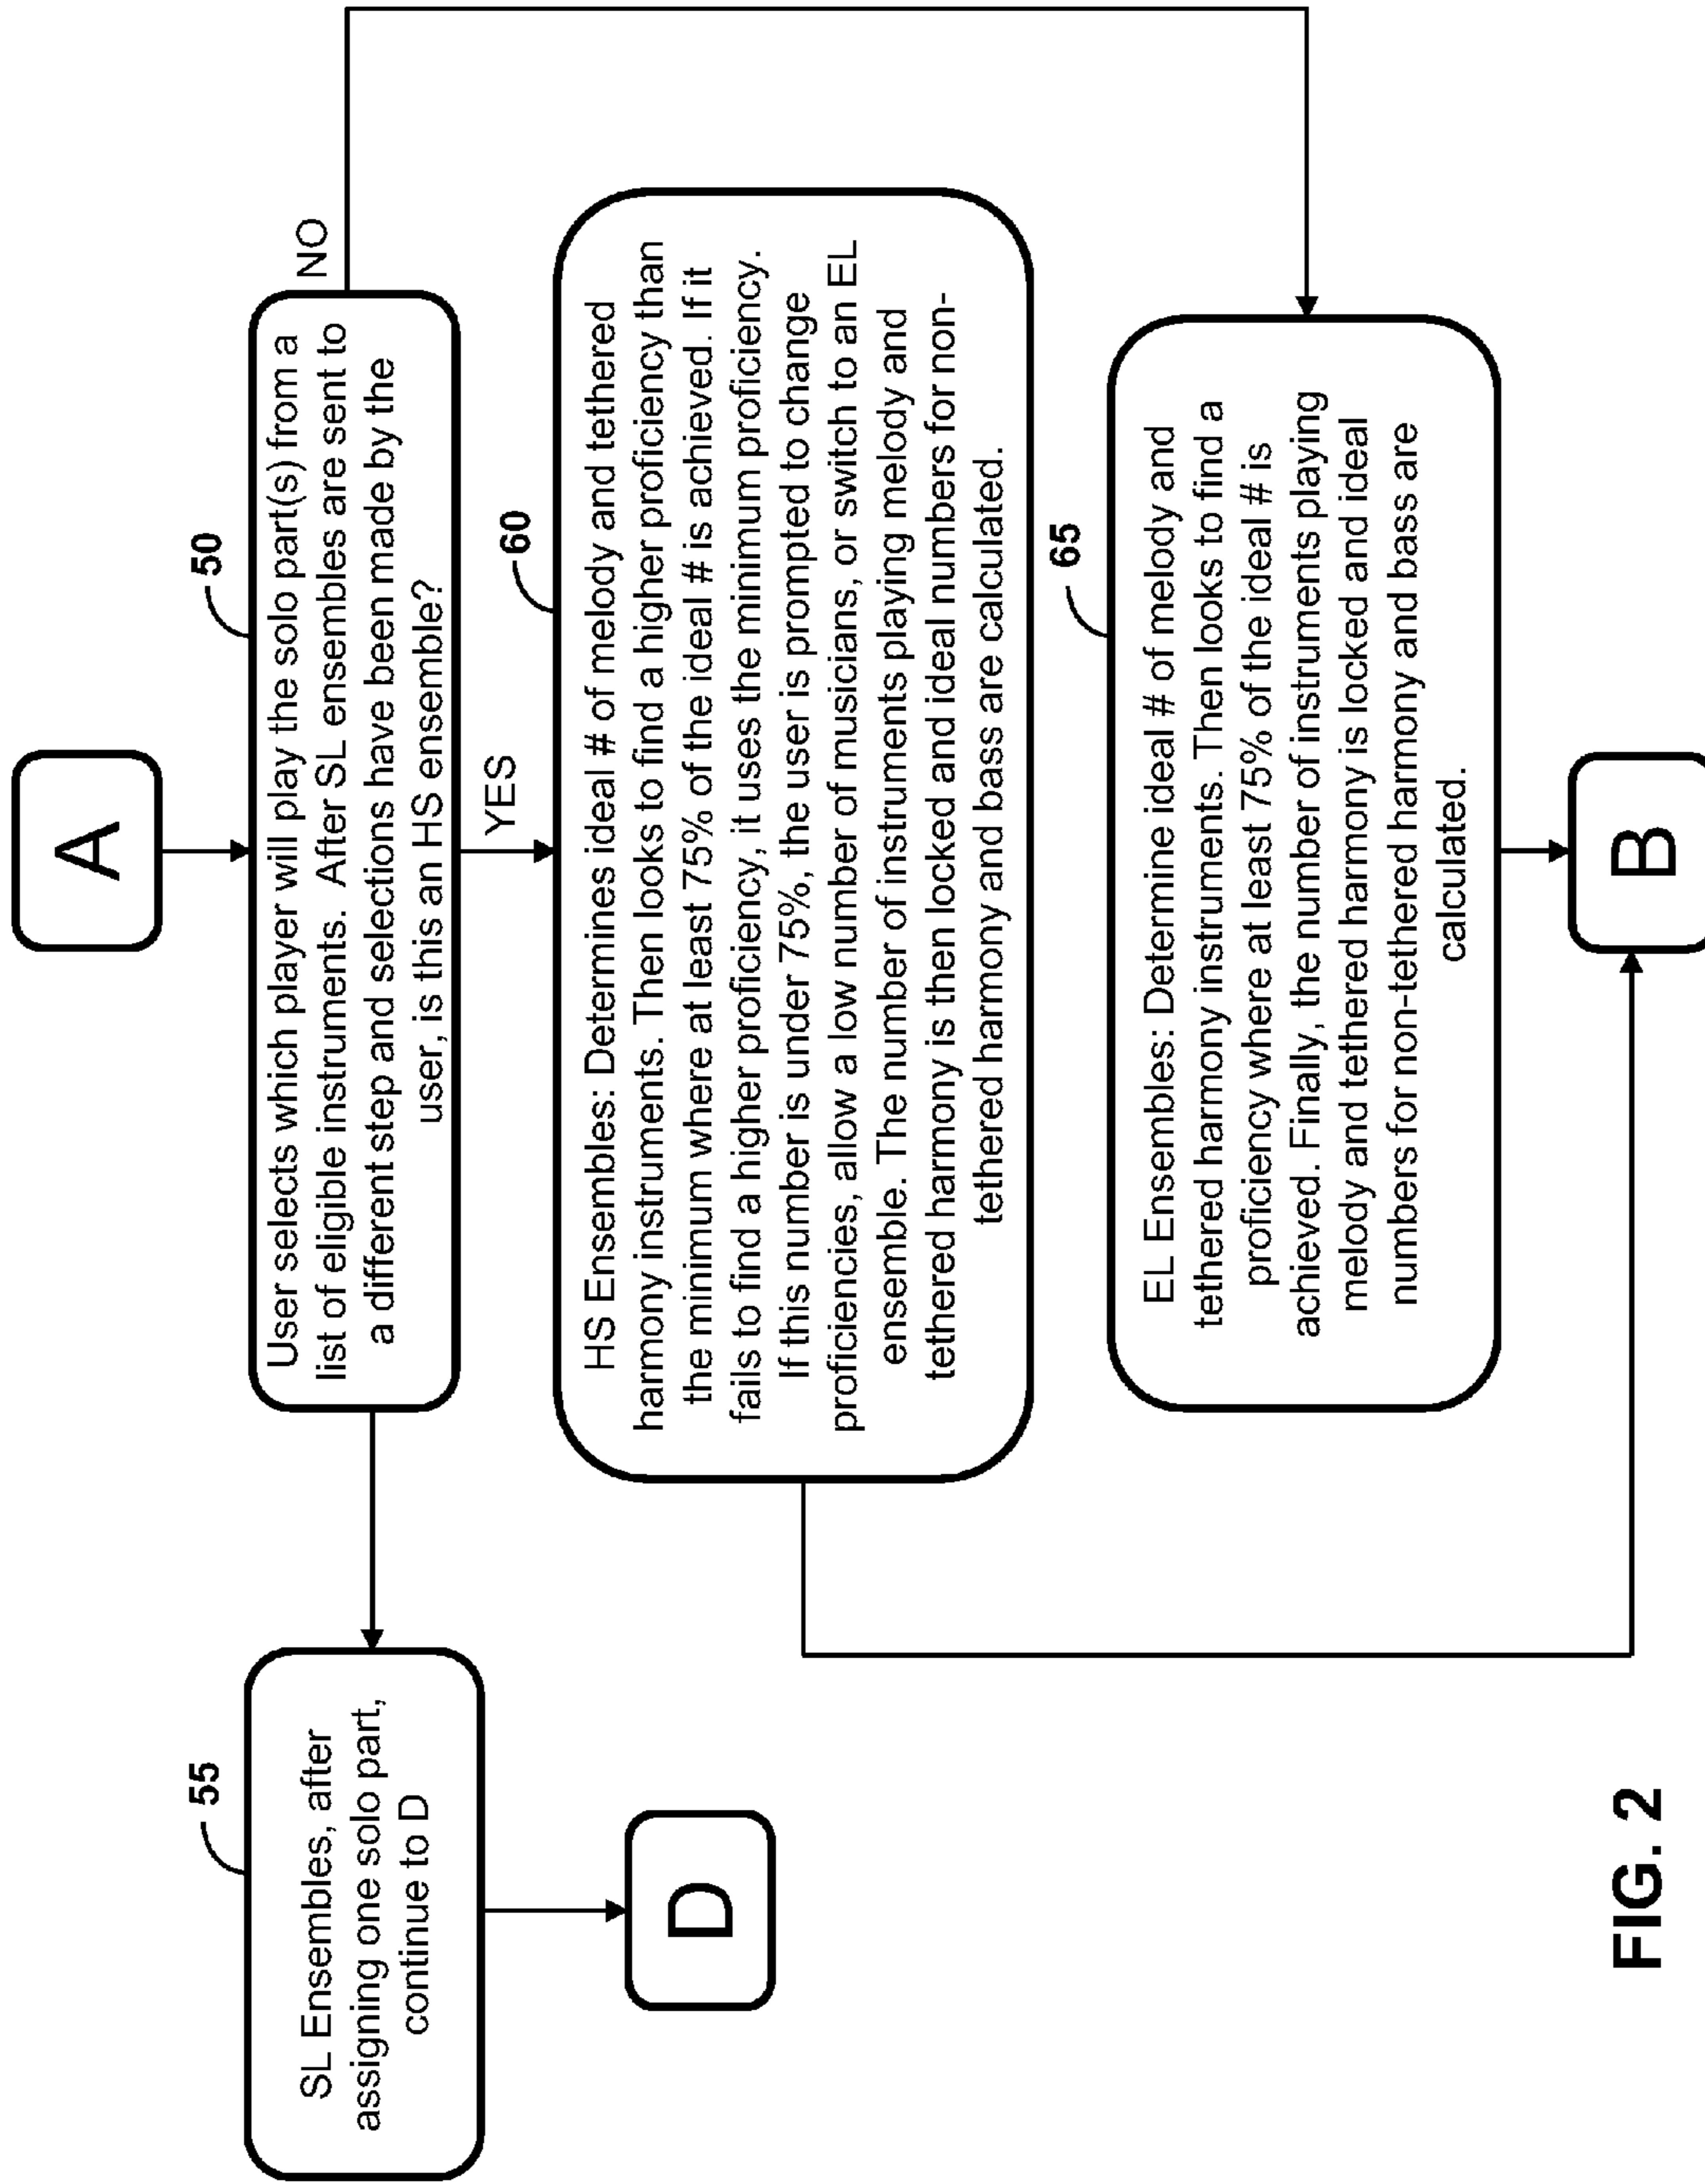 A
50
User selects which player will play the solo part(s) from a
list of eligible instruments. After SL ensembles are sent to
a different step and selections have been made by the
user, is this an HS ensemble?
NO
YES
55
SL Ensembles, after
assigning one solo part,
continue to D
D
60
HS Ensembles: Determines ideal # of melody and tethered
harmony instruments. Then looks to find a higher proficiency than
the minimum where at least 75% of the ideal # is achieved. If it
fails to find a higher proficiency, it uses the minimum proficiency.
If this number is under 75%, the user is prompted to change
proficiencies, allow a low number of musicians, or switch to an EL
ensemble. The number of instruments playing melody and
tethered harmony is then locked and ideal numbers for non-
tethered harmony and bass are calculated.
65
EL Ensembles: Determine ideal # of melody and
tethered harmony instruments. Then looks to find a
proficiency where at least 75% of the ideal # is
achieved. Finally, the number of instruments playing
melody and tethered harmony is locked and ideal
numbers for non-tethered harmony and bass are
calculated.
B
FIG. 2